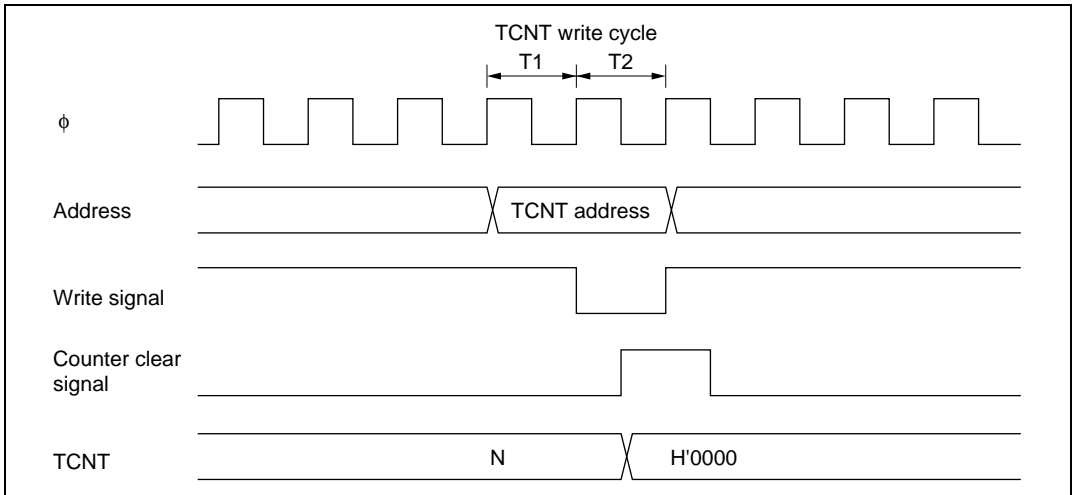 TCNT write cycle
T1 T2
ϕ
Address
TCNT address
Write signal
Counter clear
signal
TCNT
N
H'0000